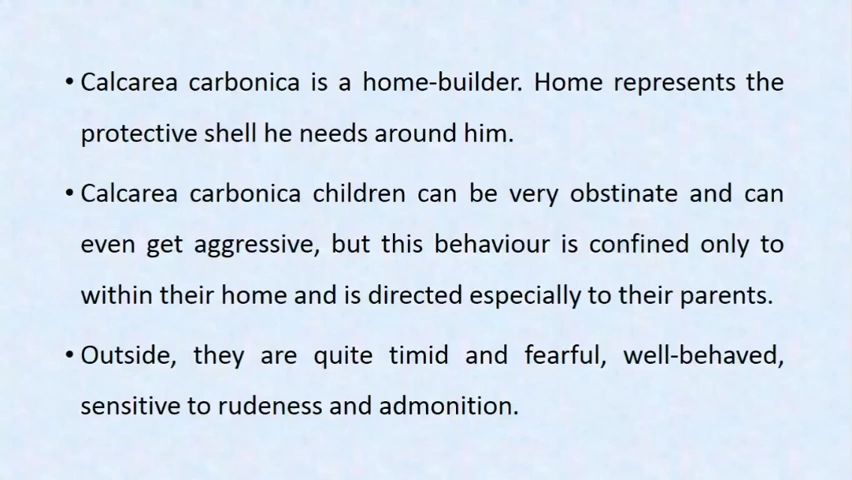 • Calcarea carbonica is a home-builder. Home represents the
protective shell he needs around him.
• Calcarea carbonica children can be very obstinate and can
even get aggressive, but this behaviour is confined only to
within their home and is directed especially to their parents.
• Outside, they are quite timid and fearful, well-behaved,
sensitive to rudeness and admonition.